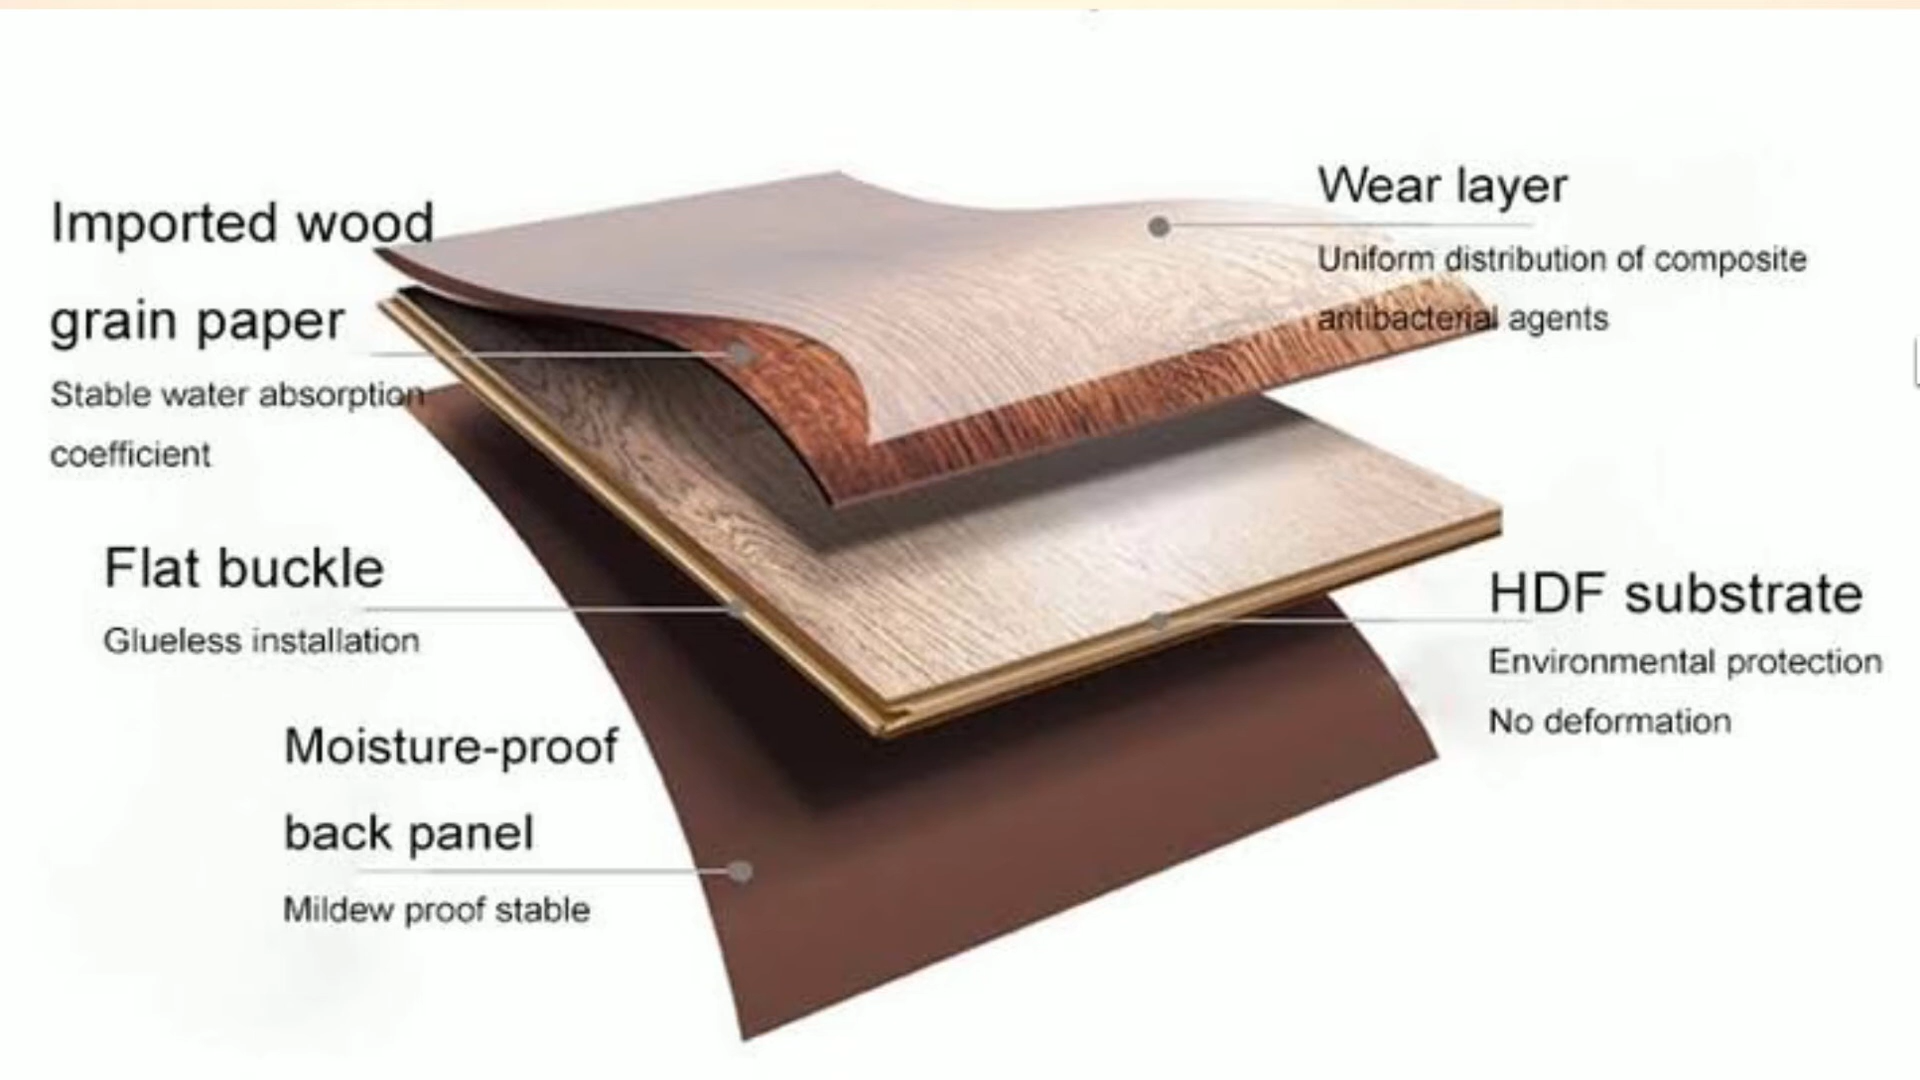 Imported wood
grain paper
Stable water absorption
coefficient
Wear layer
Uniform distribution of composite
antibacterial agents
Flat buckle
Glueless installation
HDF substrate
Environmental protection
No deformation
Moisture-proof
back panel
Mildew proof stable